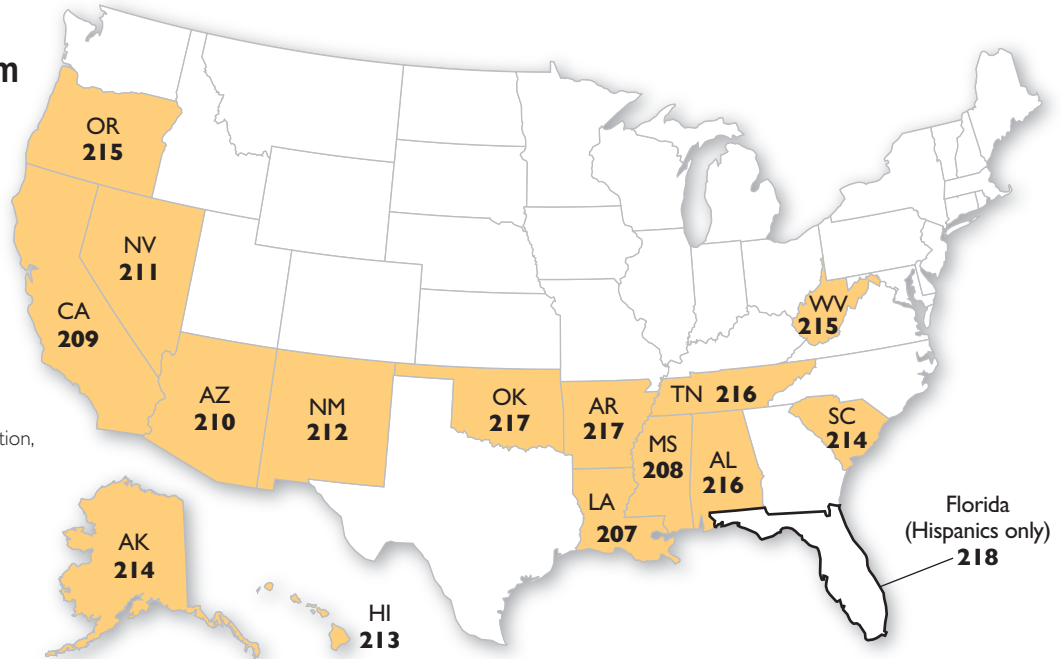 m
OR
215
NV
211
CA
209
AZ
210
NM
212
OK
217
AR
217
TN 216
WV
215
SC
214
MS
208
AL
216
LA
207
tion,
Florida
(Hispanics only)
218
AK
214
HI
213